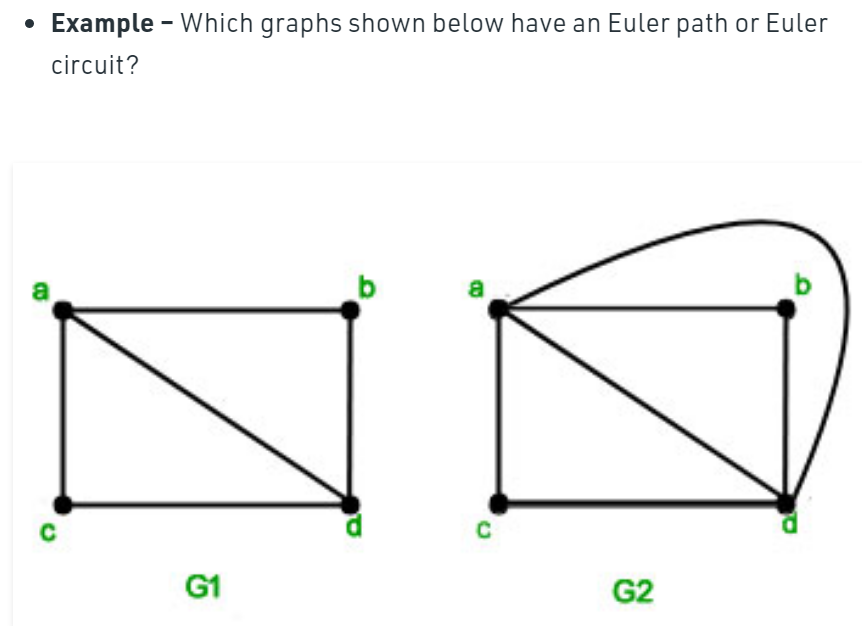 • Example – Which graphs shown below have an Euler path or Euler
circuit?
a b a b
c d c d
G1 G2